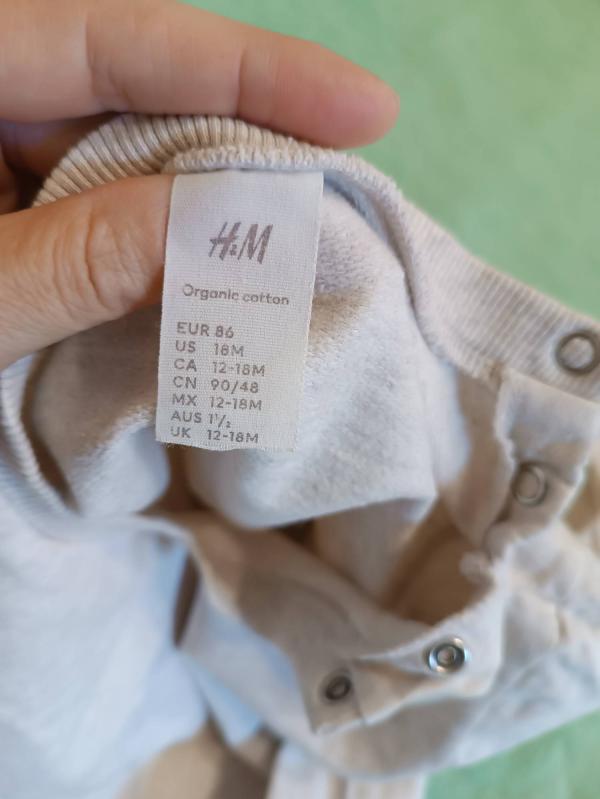 H&M
Organic cotton
EUR 86
US 18M
CA 12-18M
CN 90/48
MX 12-18M
AUS 1½
UK 12-18M